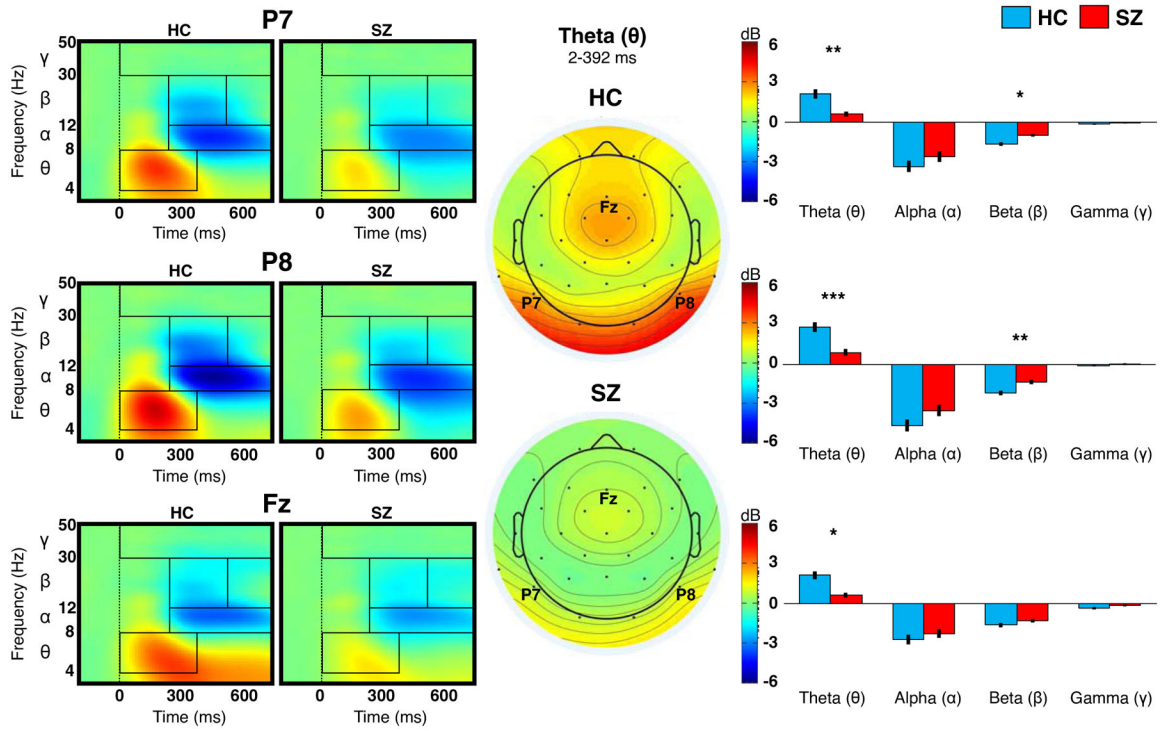 P7
HC SZ
Frequency (Hz)
50
γ
30
β
12
α
8
θ
4
0 300 600 0 300 600
Time (ms) Time (ms)
P8
HC SZ
Frequency (Hz)
50
γ
30
β
12
α
8
θ
4
0 300 600 0 300 600
Time (ms) Time (ms)
Fz
HC SZ
Frequency (Hz)
50
γ
30
β
12
α
8
θ
4
0 300 600 0 300 600
Time (ms) Time (ms)
Theta (θ)
2-392 ms
HC
Fz
P7 P8
SZ
Fz
P7 P8
HC SZ
dB
6
3
0
-3
-6
** *
Theta (θ) Alpha (α) Beta (β) Gamma (γ)
dB
6
3
0
-3
-6
*** **
Theta (θ) Alpha (α) Beta (β) Gamma (γ)
dB
6
3
0
-3
-6
*
Theta (θ) Alpha (α) Beta (β) Gamma (γ)